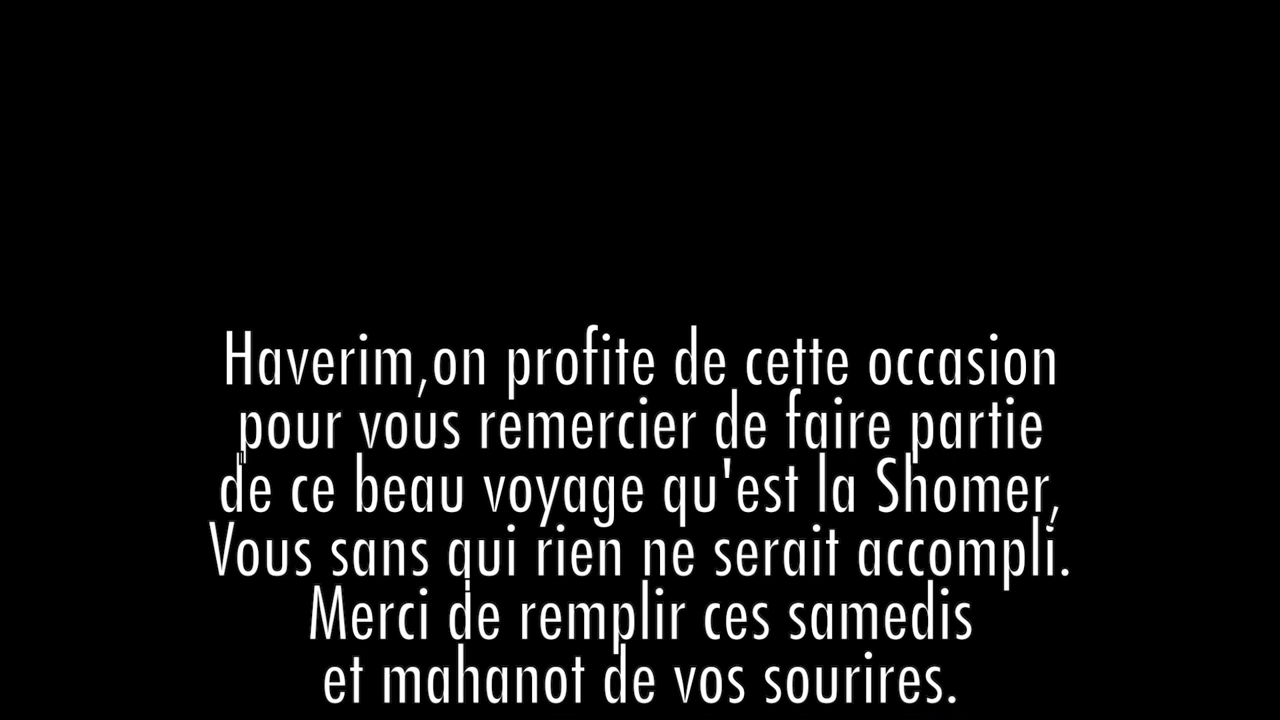 Haverim,on profite de cette occasion
pour vous remercier de faire partie
de ce beau voyage qu'est la Shomer,
Vous sans qui rien ne serait accompli.
Merci de remplir ces samedis
et mahanot de vos sourires.